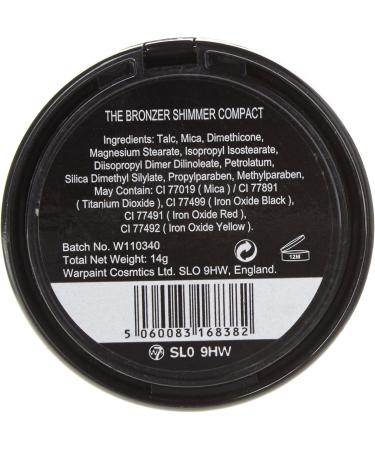 THE BRONZER SHIMMER COMPACT
Ingredients: Talc, Mica, Dimethicone,
Magnesium Stearate, Isopropyl Isostearate,
Diisopropyl Dimer Dilinoleate, Petrolatum,
Silica Dimethyl Silylate, Propylparaben, Methylparaben,
May Contain: CI 77019 ( Mica ) / CI 77891
( Titanium Dioxide ), CI 77499 ( Iron Oxide Black ),
CI 77491 ( Iron Oxide Red ),
CI 77492 ( Iron Oxide Yellow ).
Batch No. W110340
Total Net Weight: 14g
12M
Warpaint Cosmtics Ltd. SLO 9HW, England.
5 060083 168382
W7 SL0 9HW